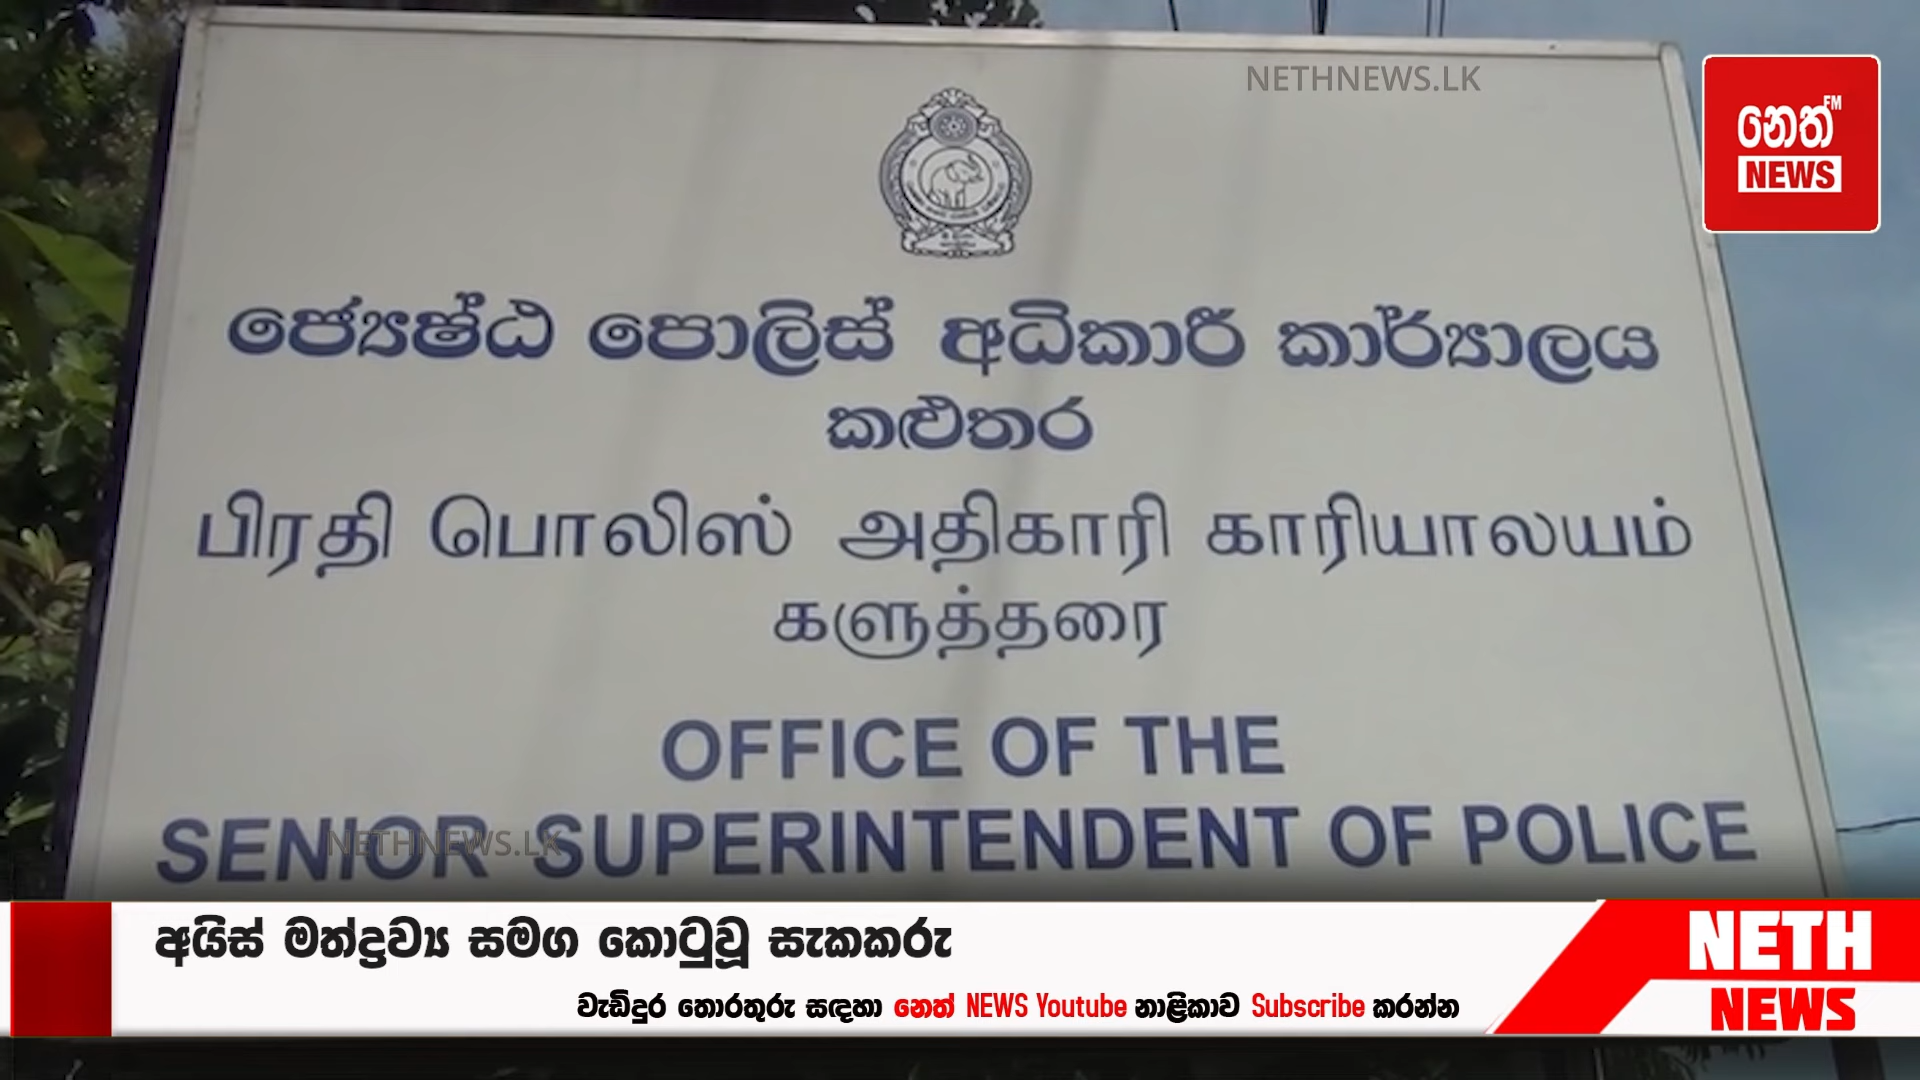 NETHNEWS.LK
නෙත් FM
NEWS
ජ්‍යෙෂ්ඨ පොලිස් අධිකාරී කාර්යාලය
කළුතර
பிரதி பொலிஸ் அதிகாரி காரியாலயம்
களுத்தரை
OFFICE OF THE
SENIOR SUPERINTENDENT OF POLICE
NETHNEWS.LK
අයිස් මත්ද්‍රව්‍ය සමග කොටුවූ සැකකරු
වැඩිදුර තොරතුරු සඳහා නෙත් NEWS Youtube නාළිකාව Subscribe කරන්න
NETH
NEWS